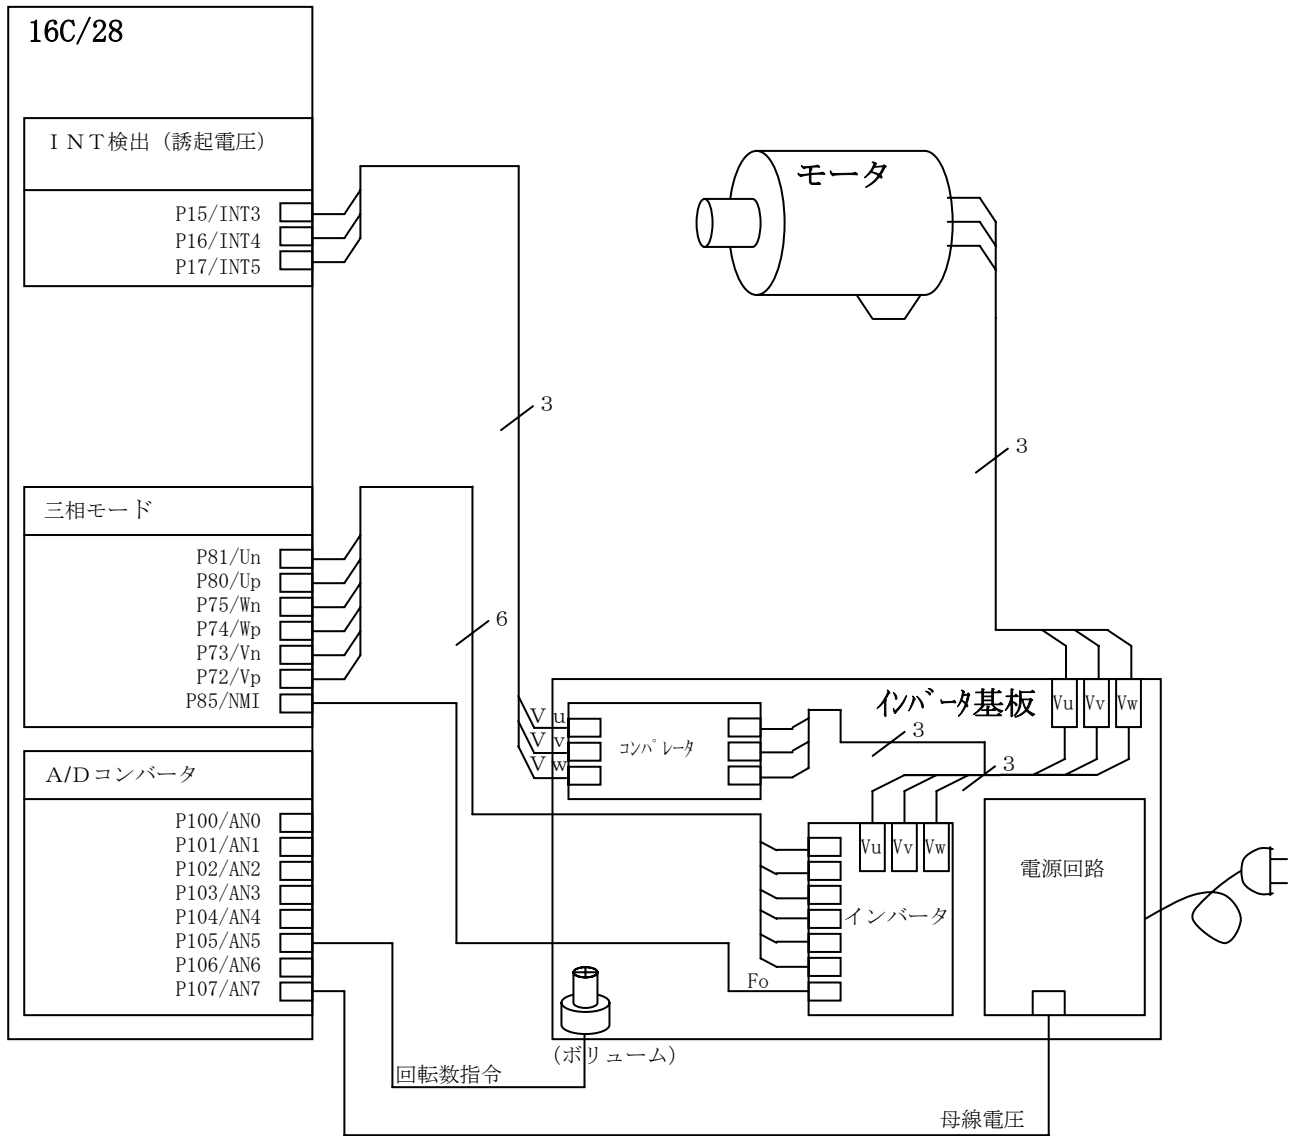 16C/28
ＩＮＴ検出（誘起電圧）
P15/INT3
P16/INT4
P17/INT5
モータ
3
3
三相モード
P81/Un
P80/Up
P75/Wn
P74/Wp
P73/Vn
P72/Vp
P85/NMI
6
インバータ基板
Vu
Vv
Vw
Ｖｕ
Ｖｖ
Ｖｗ
コンパレータ
3
3
A/Dコンバータ
P100/AN0
P101/AN1
P102/AN2
P103/AN3
P104/AN4
P105/AN5
P106/AN6
P107/AN7
Vu
Vv
Vw
インバータ
Fo
電源回路
（ボリューム）
回転数指令
母線電圧